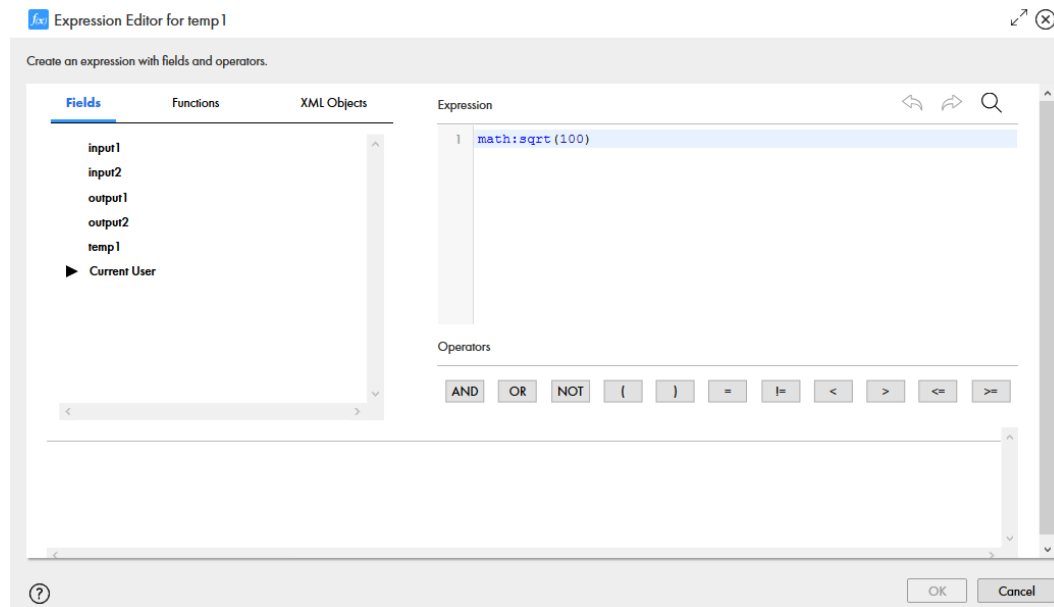 f(x) Expression Editor for temp1
Create an expression with fields and operators.
Fields Functions XML Objects
input1
input2
output1
output2
temp1
Current User
Expression
1 math:sqrt(100)
Operators
AND OR NOT ( ) = != < > <= >=
? OK Cancel